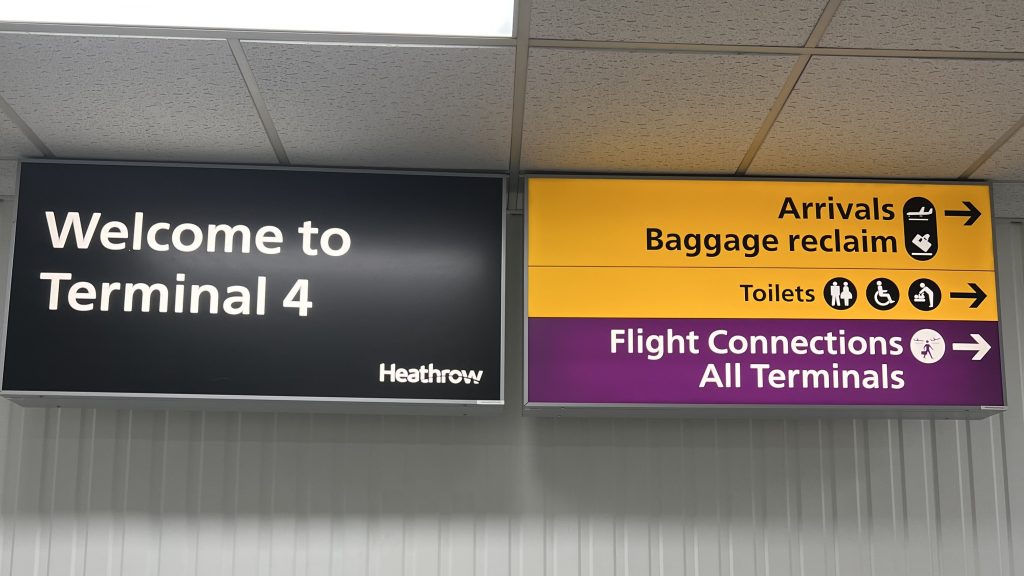 Welcome to
Terminal 4
Heathrow
Arrivals
Baggage reclaim
Toilets
Flight Connections
All Terminals